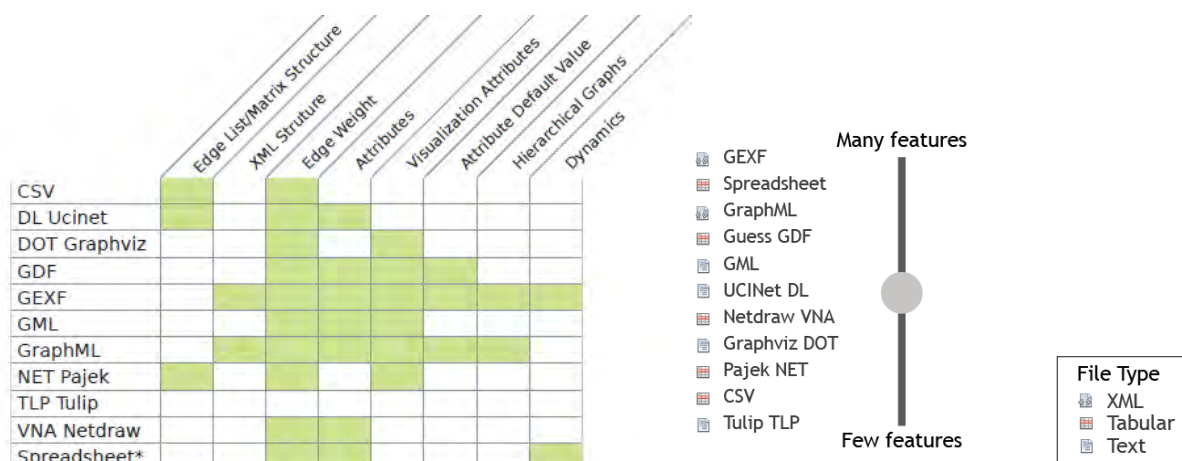 Edge List/Matrix Structure
XML Struture
Edge Weight
Attributes
Visualization Attributes
Attribute Default Value
Hierarchical Graphs
Dynamics
CSV
DL Ucinet
DOT Graphviz
GDF
GEXF
GML
GraphML
NET Pajek
TLP Tulip
VNA Netdraw
Spreadsheet*
Many features
GEXF
Spreadsheet
GraphML
Guess GDF
GML
UCINet DL
Netdraw VNA
Graphviz DOT
Pajek NET
CSV
Tulip TLP
Few features
File Type
XML
Tabular
Text